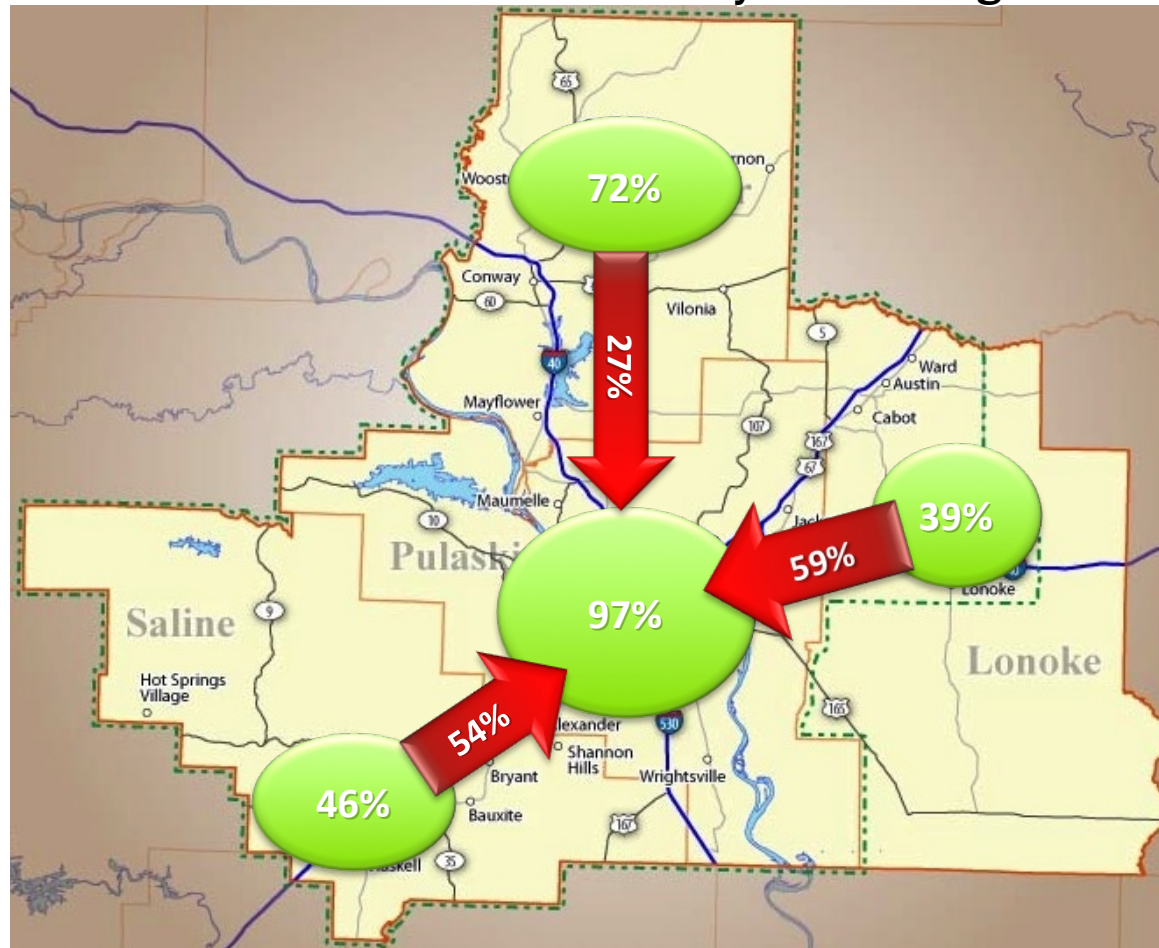 65
72%
Conway
60
Vilonia
5
27%
40
Ward
Austin
Mayflower
Cabot
107
167
67
Maumelle
39%
10
Pulaski
59%
Lonoke
97%
9
Saline
Lonoke
Hot Springs
Village
165
54%
530
Shannon
Hills
Bryant
Wrightsville
46%
Bauxite
167
35